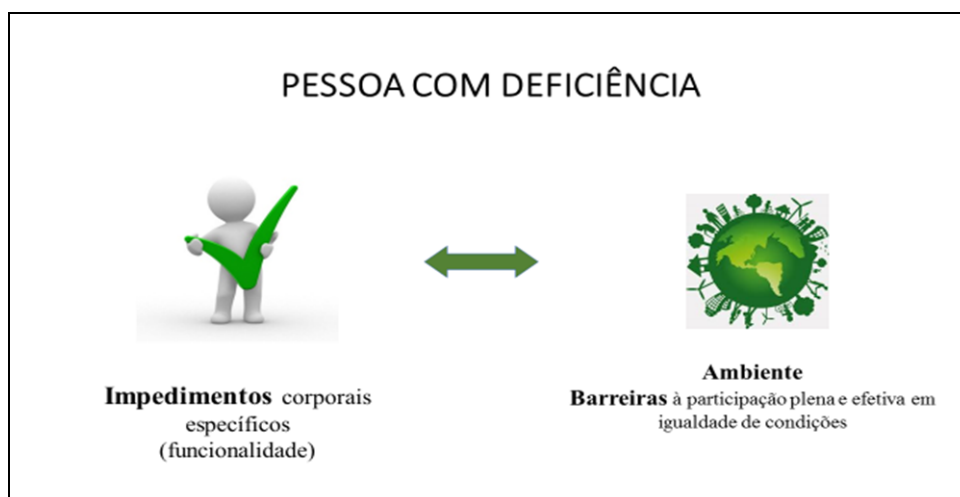 PESSOA COM DEFICIÊNCIA
Impedimentos corporais
específicos
(funcionalidade)
Ambiente
Barreiras à participação plena e efetiva em
igualdade de condições